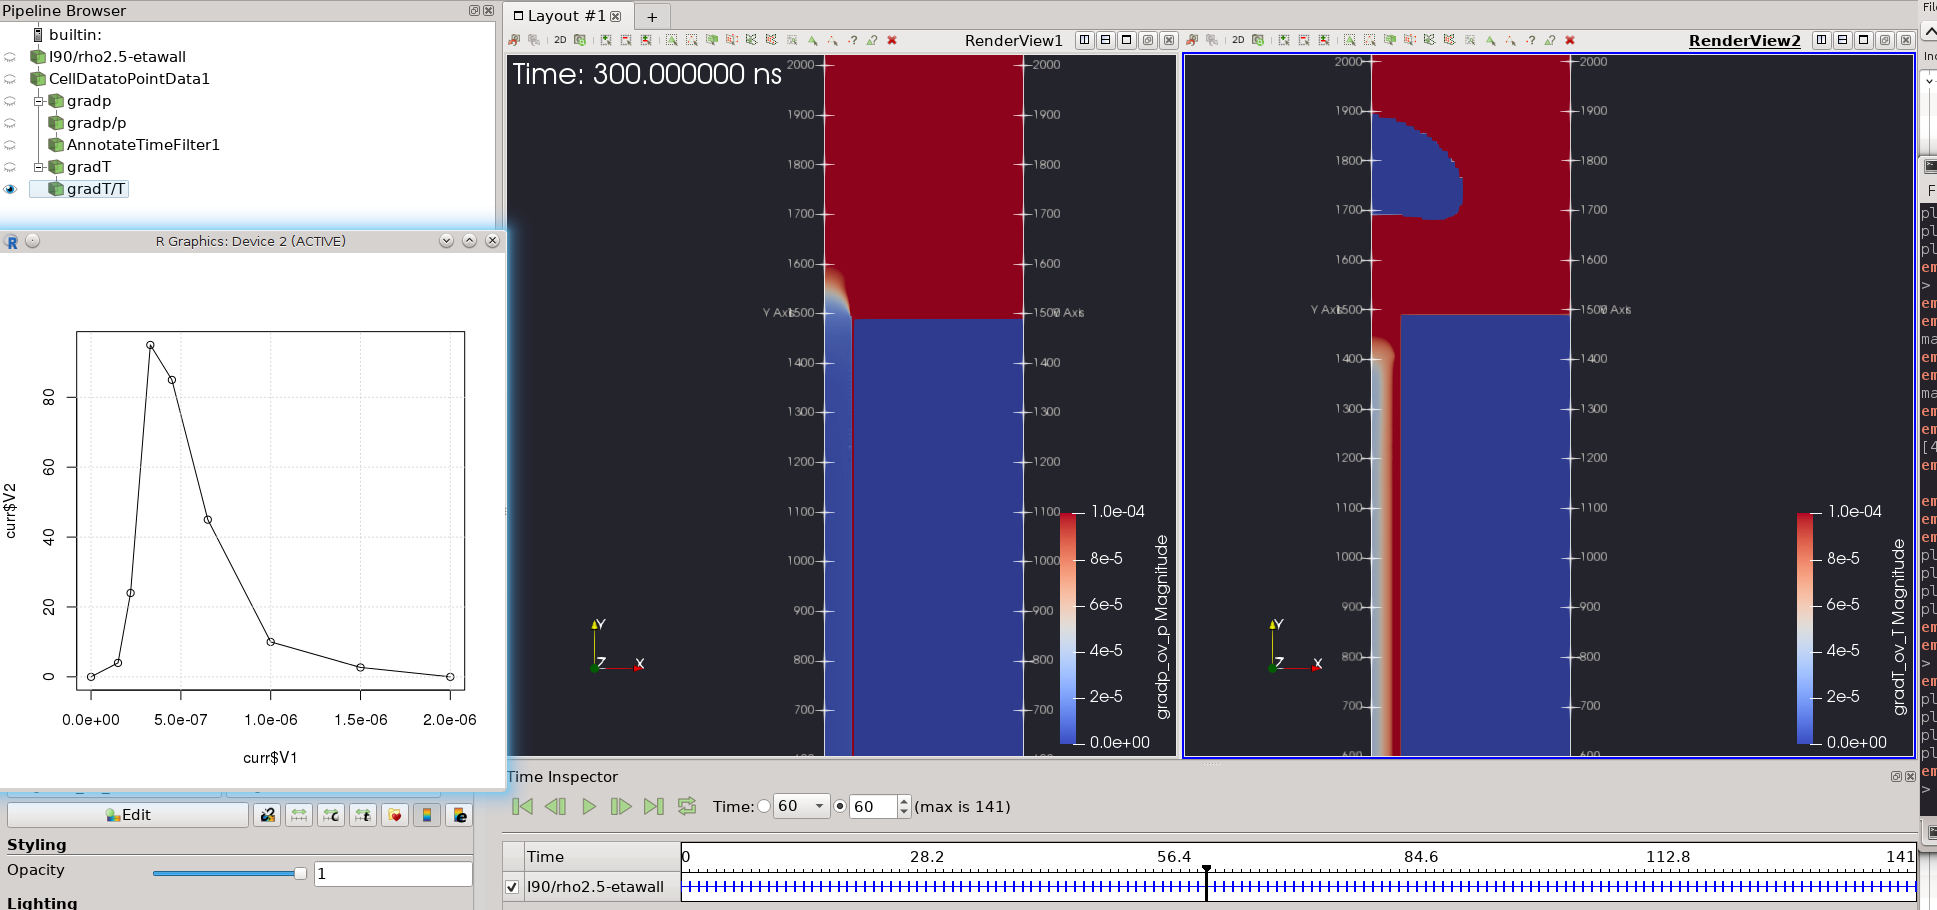 Pipeline Browser
builtin:
I90/rho2.5-etawall
CellDatatoPointData1
gradp
gradp/p
AnnotateTimeFilter1
gradT
gradT/T
R Graphics: Device 2 (ACTIVE)
curr$V2
80
60
40
20
0
0.0e+00 5.0e-07 1.0e-06 1.5e-06 2.0e-06
curr$V1
Edit
Styling
Opacity 1
Lighting
Layout #1
+
2D RenderView1
Time: 300.000000 ns
2000 2000
1900 1900
1800 1800
1700 1700
1600 1600
Y Axis 1500 Axis
1400 1400
1300 1300
1200 1200
1100 1100
1000 1000
900 900
800 800
700 700
Y
Z X
1.0e-04
8e-5
6e-5
4e-5
2e-5
0.0e+00
gradp_ov_p Magnitude
2D RenderView2
2000 2000
1900 1900
1800 1800
1700 1700
1600 1600
Y Axis 1500 Axis
1400 1400
1300 1300
1200 1200
1100 1100
1000 1000
900 900
800 800
700 700
600 600
Y
Z X
1.0e-04
8e-5
6e-5
4e-5
2e-5
0.0e+00
gradT_ov_T Magnitude
Time Inspector
Time: 60 60 (max is 141)
Time 0 28.2 56.4 84.6 112.8 141
I90/rho2.5-etawall